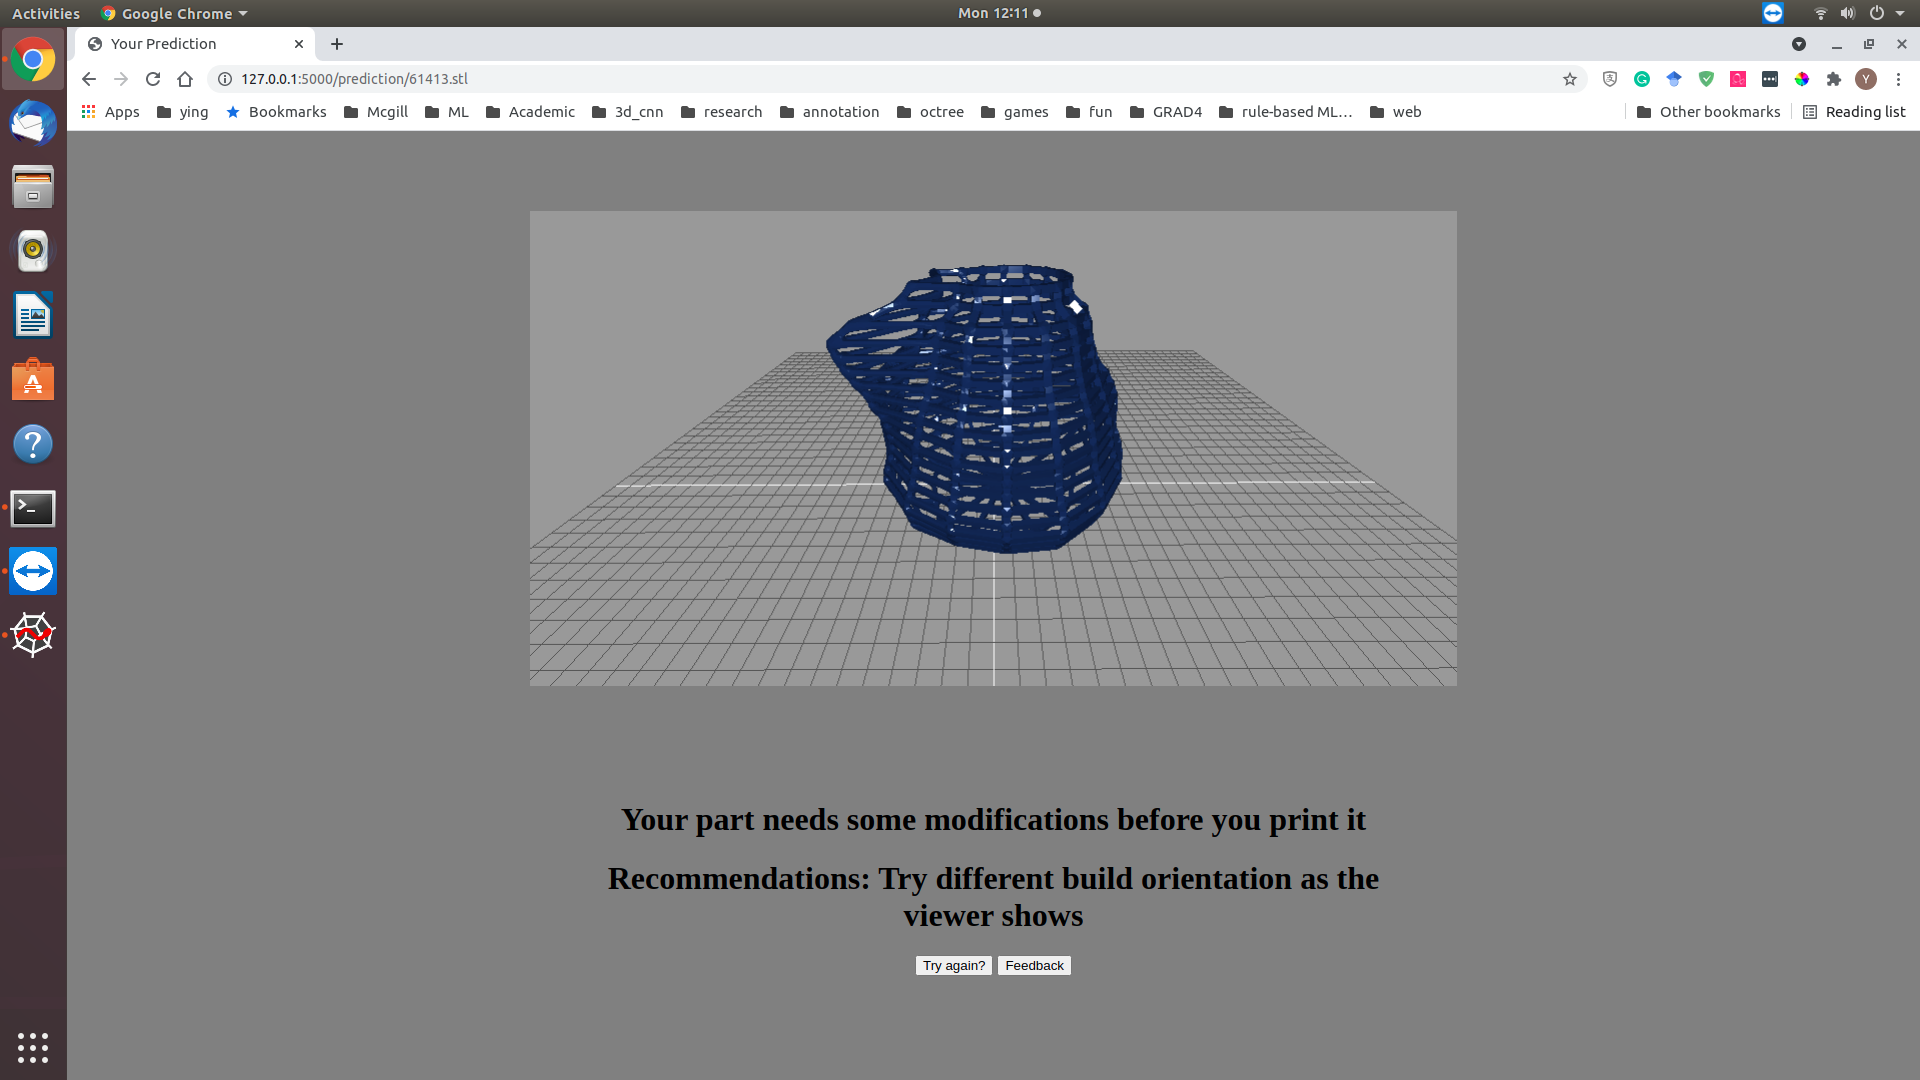 Activities Google Chrome Mon 12:11
Your Prediction
127.0.0.1:5000/prediction/61413.stl Y
Apps ying Bookmarks Mcgill ML Academic 3d_cnn research annotation octree games fun GRAD4 rule-based ML... web Other bookmarks Reading list
Your part needs some modifications before you print it
Recommendations: Try different build orientation as the
viewer shows
Try again? Feedback